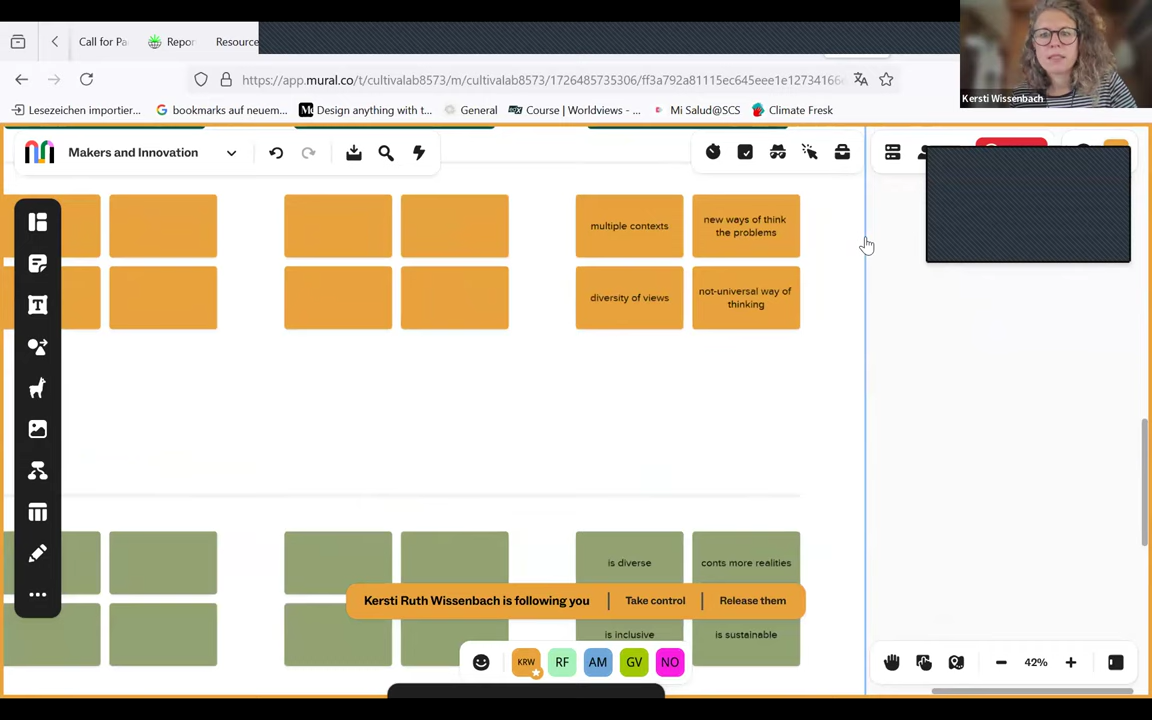 Call for Pa
Repor
Resource
https://app.mural.co/t/cultivalab8573/m/cultivalab8573/1726485735306/ff3a792a81115ec645eee1e12734166
Lesezeichen importier...
bookmarks auf neuem...
Design anything with t...
General
Course | Worldviews - ...
Mi Salud@SCS
Climate Fresk
Kersti Wissenbach
Makers and Innovation
multiple contexts
new ways of think
the problems
diversity of views
not-universal way of
thinking
is diverse
conts more realities
Kersti Ruth Wissenbach is following you
Take control
Release them
is inclusive
is sustainable
KRW
RF
AM
GV
NO
42%